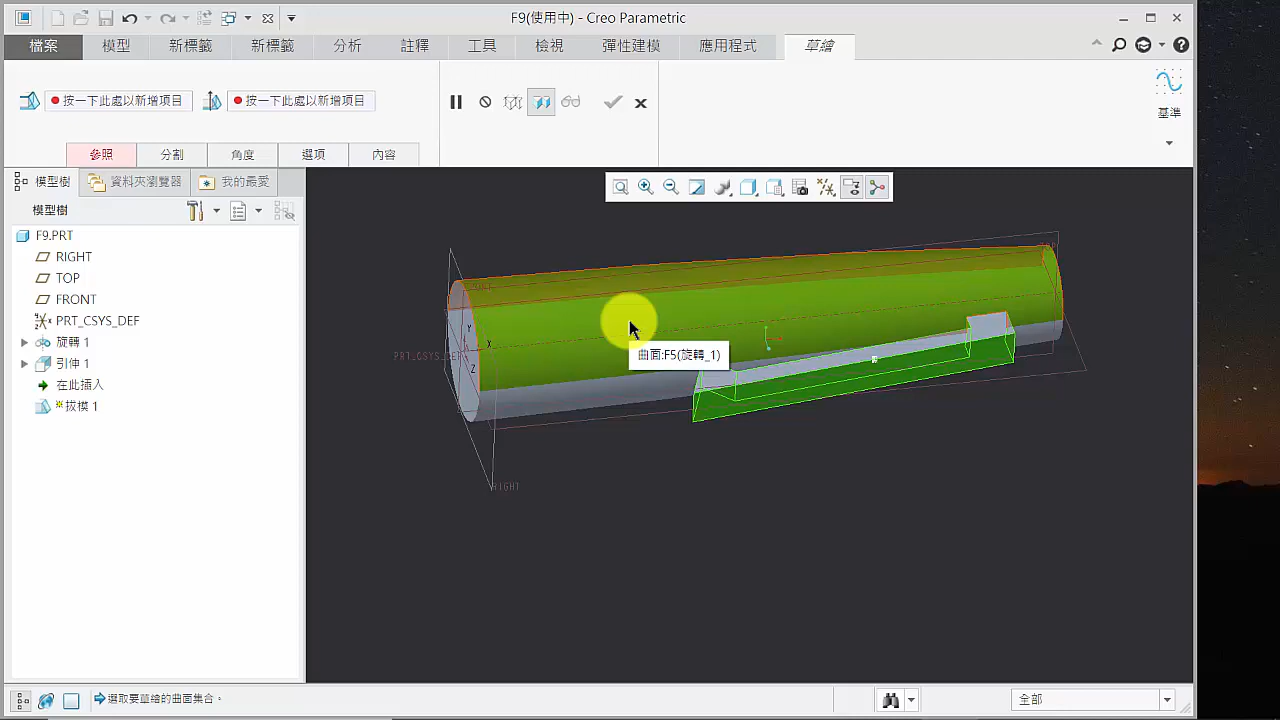 F9(使用中) - Creo Parametric
檔案 模型 新標籤 新標籤 分析 註釋 工具 檢視 彈性建模 應用程式 草繪
按一下此處以新增項目 按一下此處以新增項目
基準
參照 分割 角度 選項 內容
模型樹 資料夾瀏覽器 我的最愛
模型樹
F9.PRT
RIGHT
TOP
FRONT
PRT_CSYS_DEF
旋轉 1
引伸 1
在此插入
拔模 1
Y
X
PRT_CSYS_DEF
Z
曲面:F5(旋轉_1)
RIGHT
選取要草繪的曲面集合。
全部